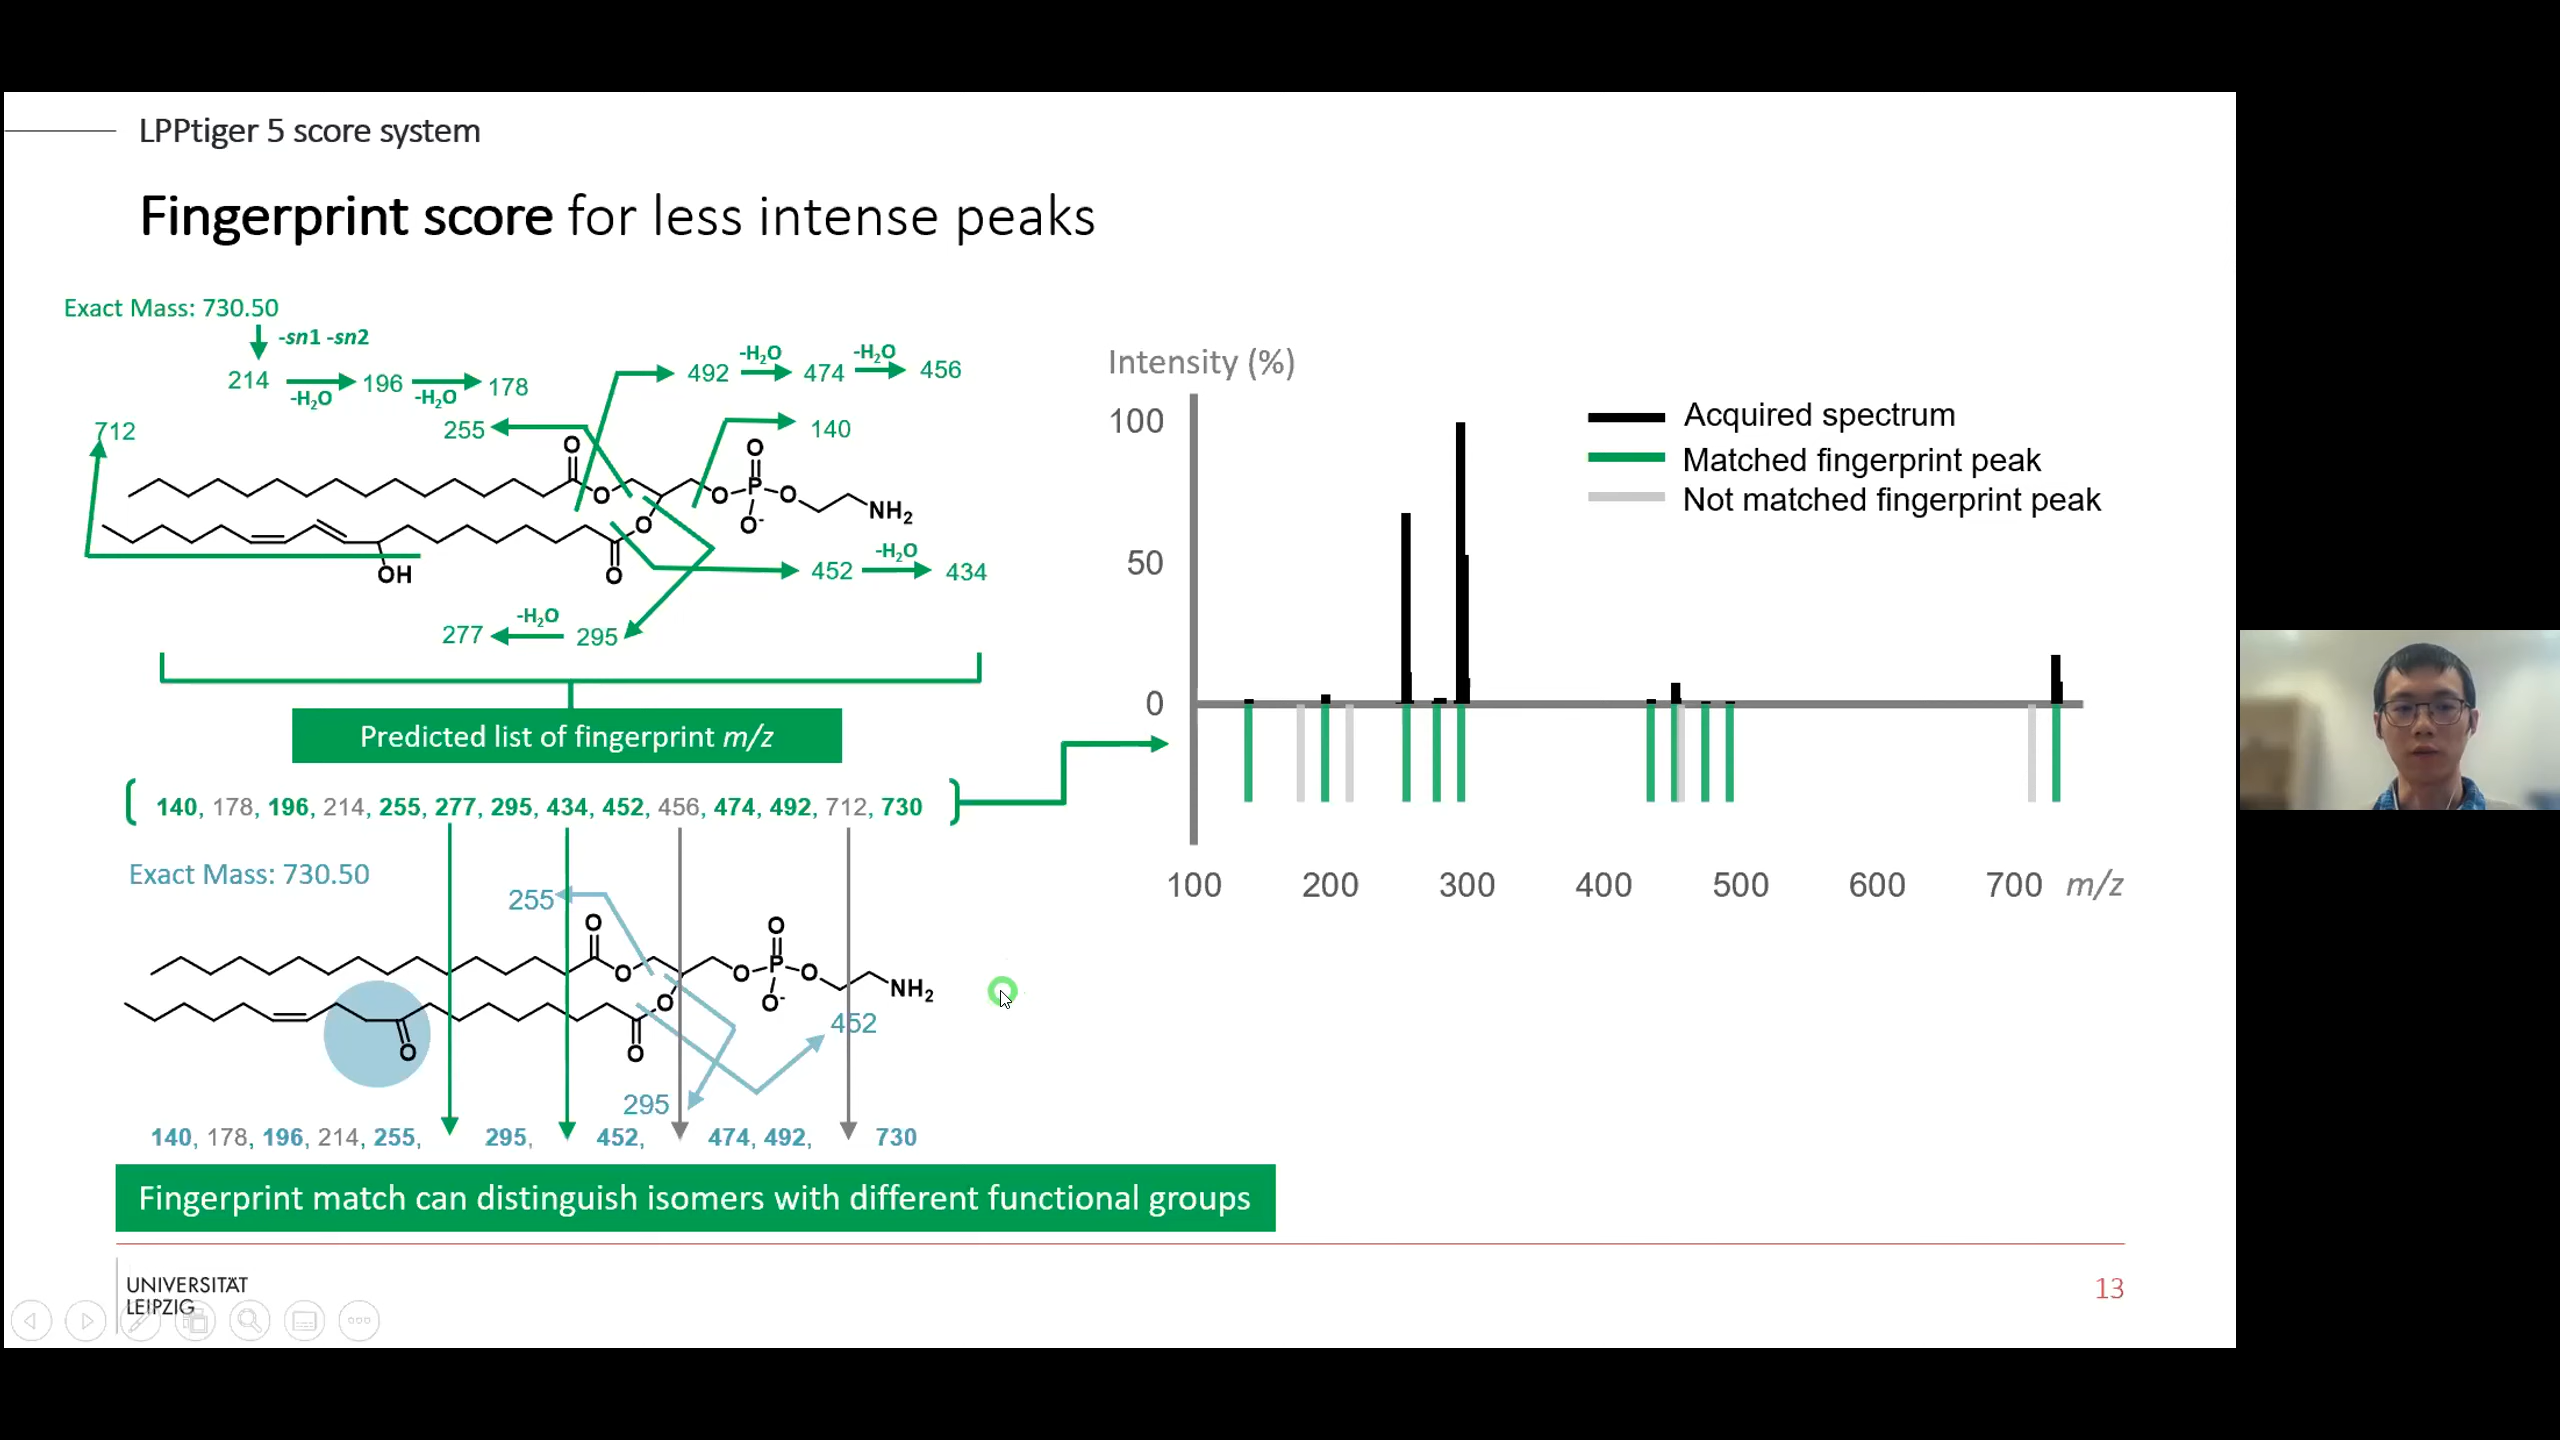 LPPtiger 5 score system
Fingerprint score for less intense peaks
Exact Mass: 730.50
-sn1 -sn2
214 -H2O 196 -H2O 178
492 -H2O 474 -H2O 456
712
255
140
O
O
O
O
P
O
O-
NH2
O
OH
O
452 -H2O 434
277 -H2O 295
Predicted list of fingerprint m/z
140, 178, 196, 214, 255, 277, 295, 434, 452, 456, 474, 492, 712, 730
Exact Mass: 730.50
255
O
O
O
O
P
O
O-
NH2
O
O
O
452
295
140, 178, 196, 214, 255, 295, 452, 474, 492, 730
Fingerprint match can distinguish isomers with different functional groups
Intensity (%)
100
50
0
Acquired spectrum
Matched fingerprint peak
Not matched fingerprint peak
100 200 300 400 500 600 700 m/z
UNIVERSITÄT
LEIPZIG
13